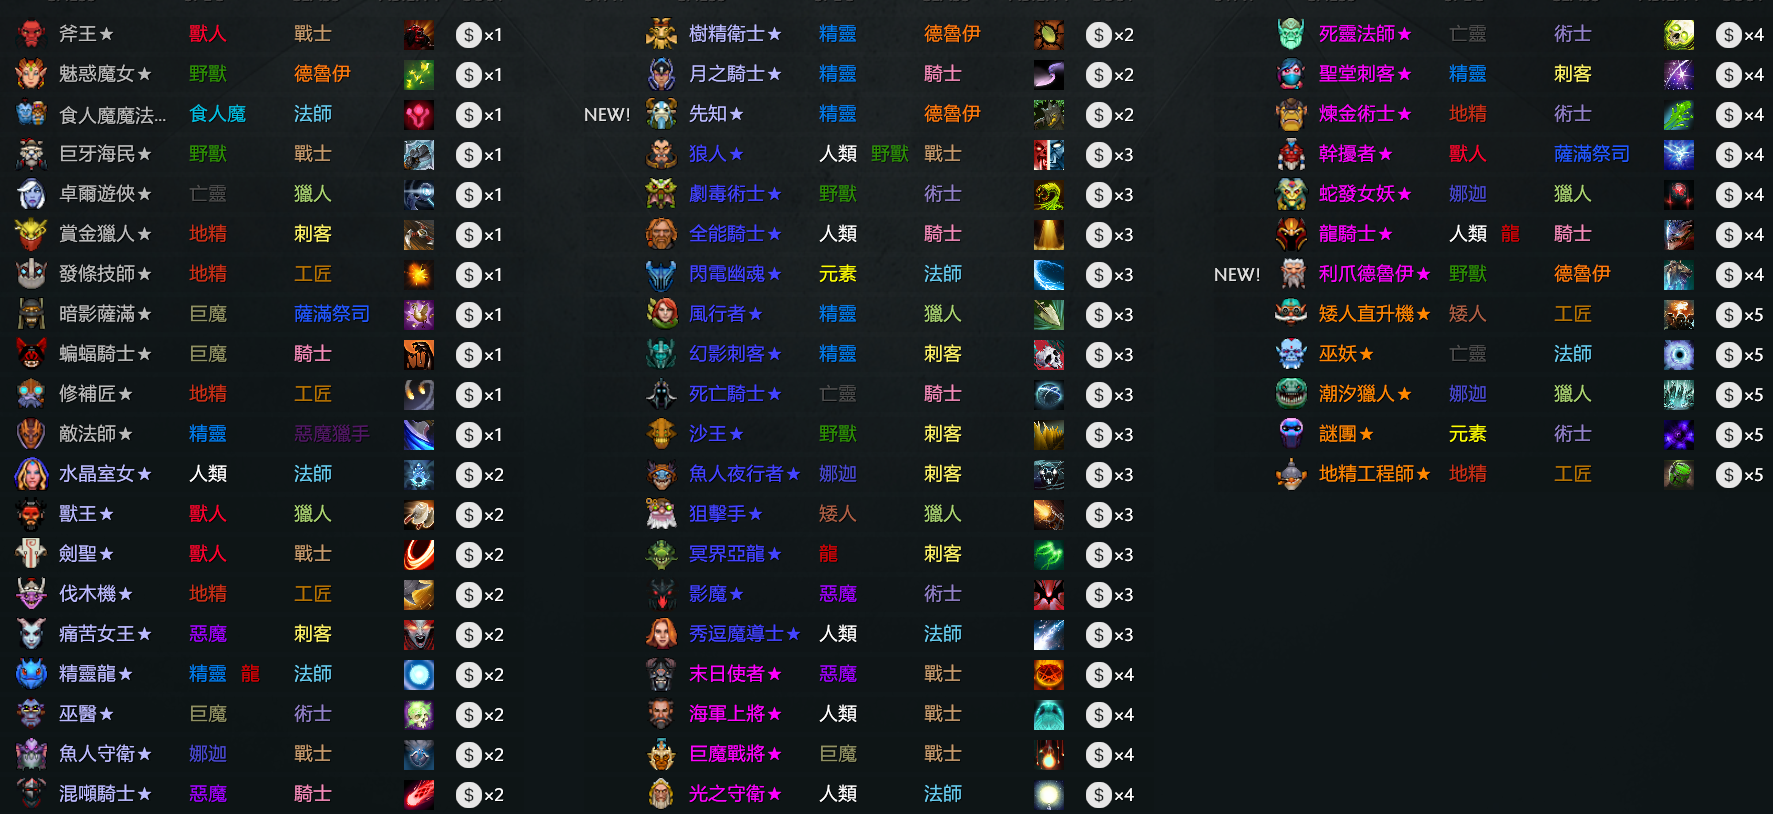 斧王★ 獸人 戰士 $×1
魅惑魔女★ 野獸 德魯伊 $×1
食人魔魔法... 食人魔 法師 $×1
巨牙海民★ 野獸 戰士 $×1
卓爾遊俠★ 亡靈 獵人 $×1
賞金獵人★ 地精 刺客 $×1
發條技師★ 地精 工匠 $×1
暗影薩滿★ 巨魔 薩滿祭司 $×1
蝙蝠騎士★ 巨魔 騎士 $×1
修補匠★ 地精 工匠 $×1
敵法師★ 精靈 惡魔獵手 $×1
水晶室女★ 人類 法師 $×2
獸王★ 獸人 獵人 $×2
劍聖★ 獸人 戰士 $×2
伐木機★ 地精 工匠 $×2
痛苦女王★ 惡魔 刺客 $×2
精靈龍★ 精靈 龍 法師 $×2
巫醫★ 巨魔 術士 $×2
魚人守衛★ 娜迦 戰士 $×2
混頓騎士★ 惡魔 騎士 $×2
樹精衛士★ 精靈 德魯伊 $×2
月之騎士★ 精靈 騎士 $×2
NEW! 先知★ 精靈 德魯伊 $×2
狼人★ 人類 野獸 戰士 $×3
劇毒術士★ 野獸 術士 $×3
全能騎士★ 人類 騎士 $×3
閃電幽魂★ 元素 法師 $×3
風行者★ 精靈 獵人 $×3
幻影刺客★ 精靈 刺客 $×3
死亡騎士★ 亡靈 騎士 $×3
沙王★ 野獸 刺客 $×3
魚人夜行者★ 娜迦 刺客 $×3
狙擊手★ 矮人 獵人 $×3
冥界亞龍★ 龍 刺客 $×3
影魔★ 惡魔 術士 $×3
秀逗魔導士★ 人類 法師 $×3
末日使者★ 惡魔 戰士 $×4
海軍上將★ 人類 戰士 $×4
巨魔戰將★ 巨魔 戰士 $×4
光之守衛★ 人類 法師 $×4
死靈法師★ 亡靈 術士 $×4
聖堂刺客★ 精靈 刺客 $×4
煉金術士★ 地精 術士 $×4
幹擾者★ 獸人 薩滿祭司 $×4
蛇發女妖★ 娜迦 獵人 $×4
龍騎士★ 人類 龍 騎士 $×4
NEW! 利爪德魯伊★ 野獸 德魯伊 $×4
矮人直升機★ 矮人 工匠 $×5
巫妖★ 亡靈 法師 $×5
潮汐獵人★ 娜迦 獵人 $×5
謎團★ 元素 術士 $×5
地精工程師★ 地精 工匠 $×5